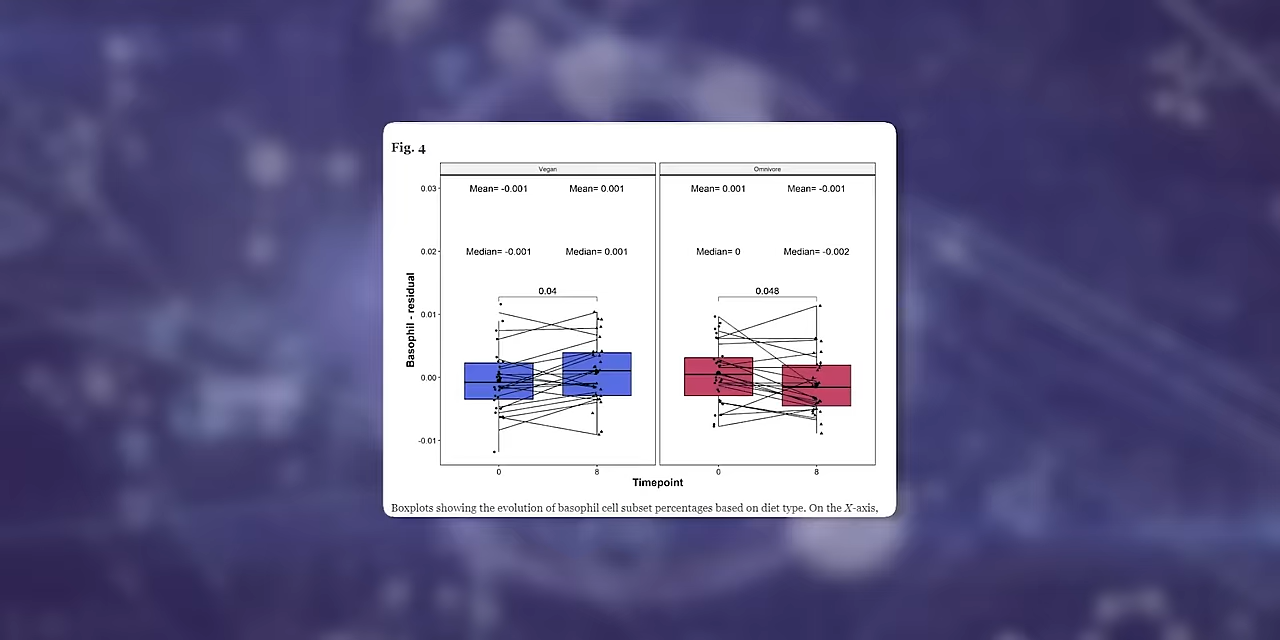 Fig. 4
Vegan
Omnivore
Mean= -0.001
Mean= 0.001
Mean= 0.001
Mean= -0.001
Median= -0.001
Median= 0.001
Median= 0
Median= -0.002
0.04
0.048
0.03
0.02
0.01
0.00
-0.01
Basophil - residual
0
8
0
8
Timepoint
Boxplots showing the evolution of basophil cell subset percentages based on diet type. On the X-axis,